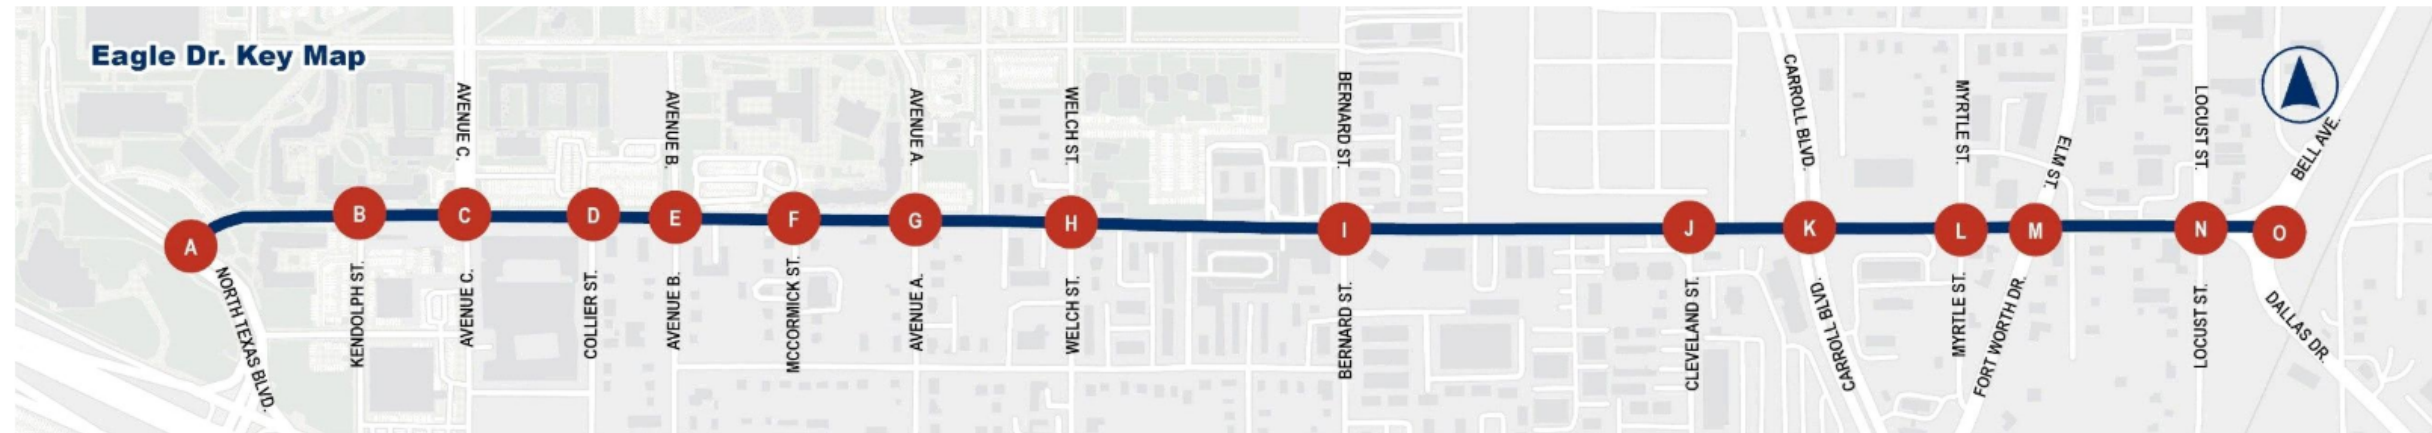 Eagle Dr. Key Map
AVENUE C.
AVENUE B.
AVENUE A.
WELCH ST.
BERNARD ST.
CARROLL BLVD.
MYRTLE ST.
ELM ST.
LOCUST ST.
BELL AVE.
A
B
C
D
E
F
G
H
I
J
K
L
M
N
O
NORTH TEXAS BLVD.
KENDOLPH ST.
AVENUE C.
COLLIER ST.
AVENUE B.
MCCORMICK ST.
AVENUE A.
WELCH ST.
BERNARD ST.
CLEVELAND ST.
CARROLL BLVD.
MYRTLE ST.
FORT WORTH DR.
LOCUST ST.
DALLAS DR.